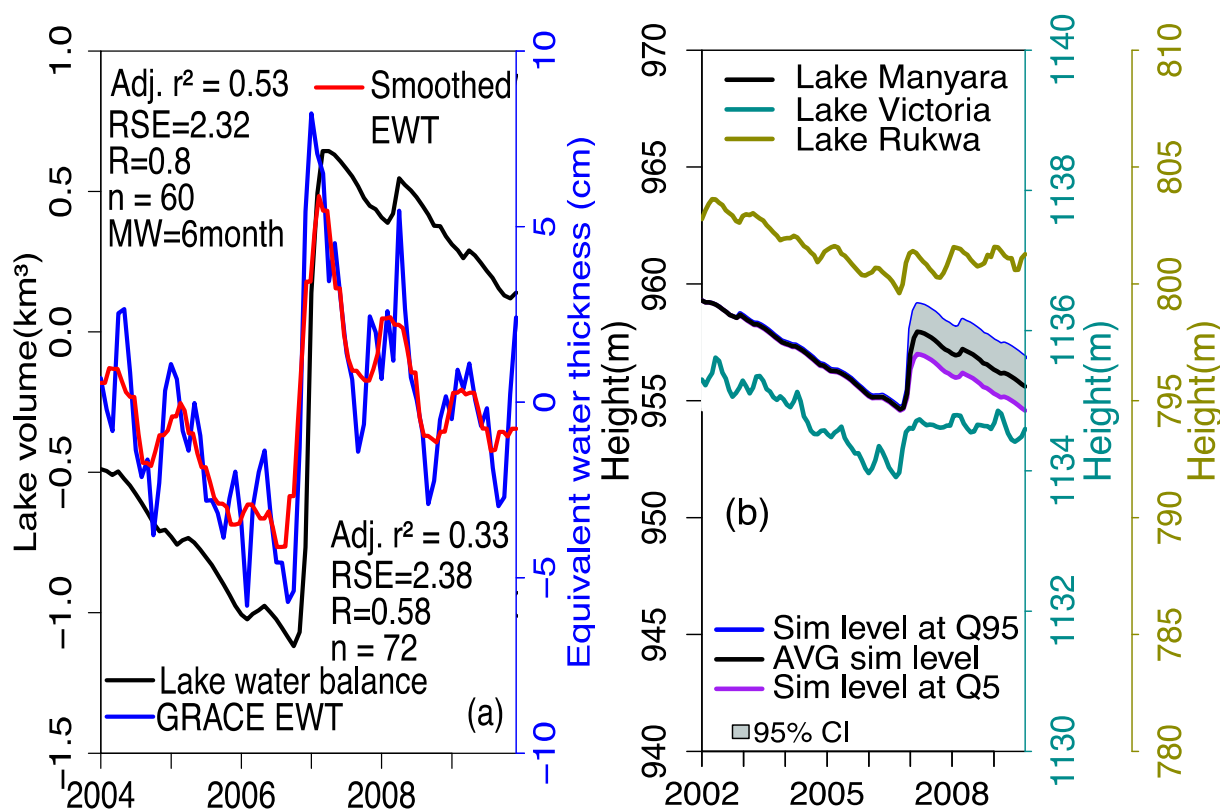 Adj. r² = 0.53
RSE=2.32
R=0.8
n = 60
MW=6month
Smoothed
EWT
Adj. r² = 0.33
RSE=2.38
R=0.58
n = 72
Lake water balance
GRACE EWT
(a)
Lake volume(km³)
1.0
0.5
0.0
−0.5
−1.0
−1.5
2004
2006
2008
Equivalent water thickness (cm)
10
5
0
−5
−10
Lake Manyara
Lake Victoria
Lake Rukwa
(b)
Sim level at Q95
AVG sim level
Sim level at Q5
95% CI
Height(m)
970
965
960
955
950
945
940
2002
2005
2008
Height(m)
1140
1138
1136
1134
1132
1130
Height(m)
810
805
800
795
790
785
780